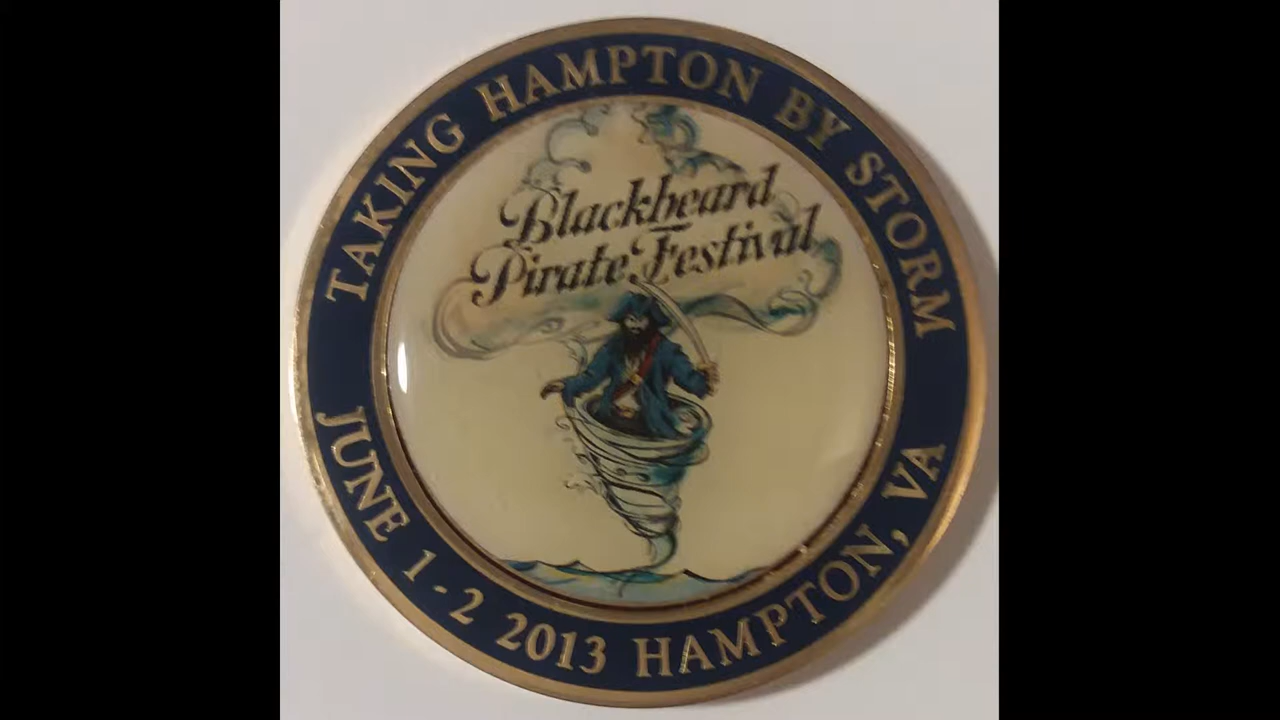 TAKING HAMPTON BY STORM
Blackbeard
Pirate Festival
JUNE 1-2 2013 HAMPTON, VA